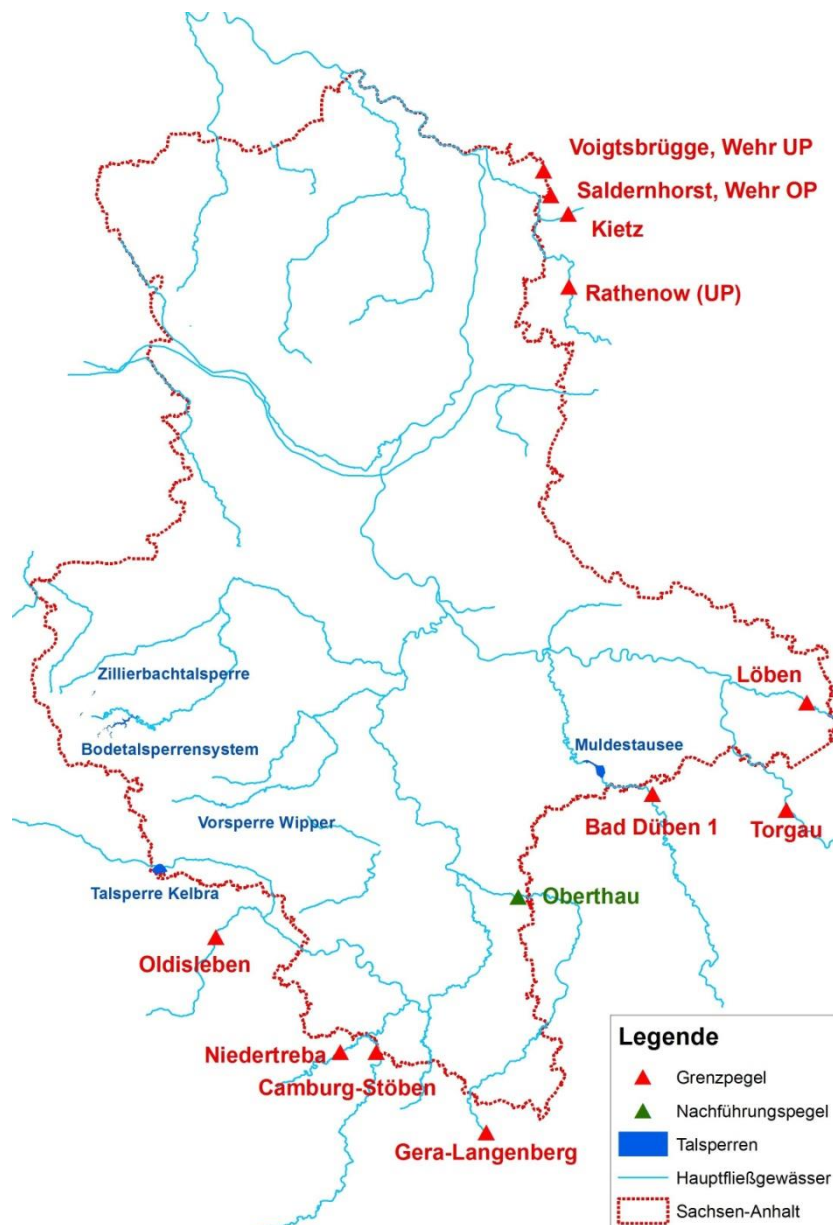 Voigtsbrügge, Wehr UP
Saldernhorst, Wehr OP
Kietz
Rathenow (UP)
Zillierbachtalsperre
Löben
Bodetalsperrensystem
Muldestausee
Vorsperre Wipper
Bad Düben 1
Torgau
Talsperre Kelbra
Oberthau
Oldisleben
Niedertreba
Camburg-Stöben
Gera-Langenberg
Legende
Grenzpegel
Nachführungspegel
Talsperren
Hauptfließgewässer
Sachsen-Anhalt